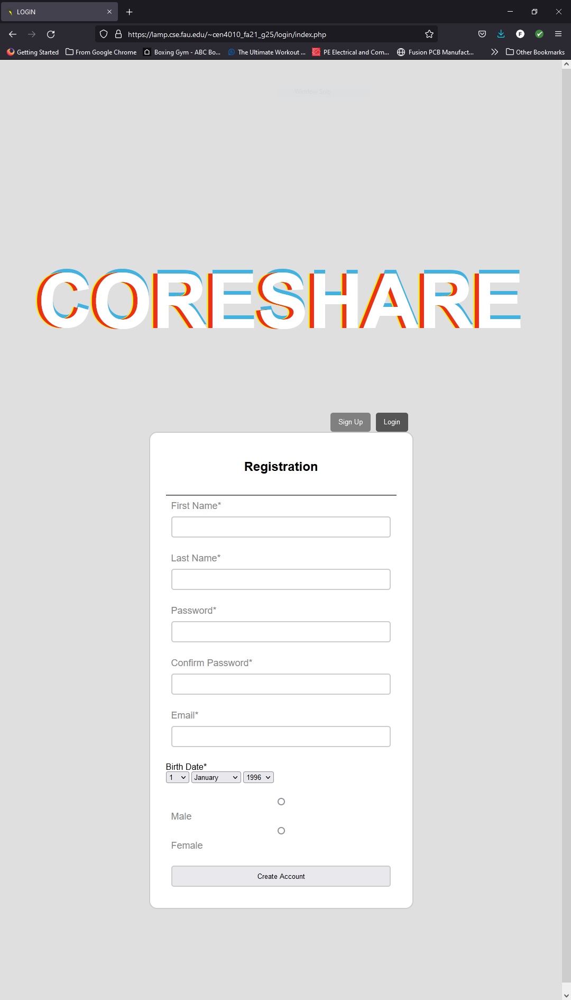 LOGIN
https://lamp.cse.fau.edu/~cen4010_fa21_g25/login/index.php
F
Getting Started From Google Chrome Boxing Gym - ABC Bo... The Ultimate Workout ... PE Electrical and Com... Fusion PCB Manufact... Other Bookmarks
Window Snip
CORESHARE
Sign Up Login
Registration
First Name*
Last Name*
Password*
Confirm Password*
Email*
Birth Date*
1 January 1996
Male
Female
Create Account